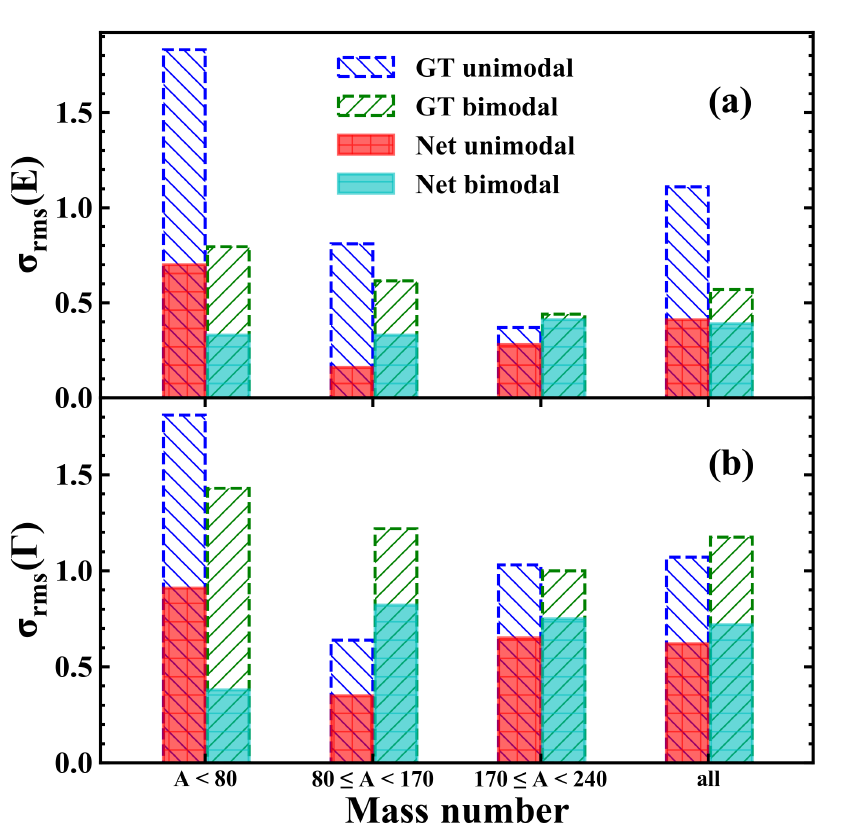 GT unimodal
GT bimodal
Net unimodal
Net bimodal
(a)
σrms(E)
1.5
1.0
0.5
0.0
(b)
σrms(Γ)
1.5
1.0
0.5
0.0
A < 80
80 ≤ A < 170
170 ≤ A < 240
all
Mass number